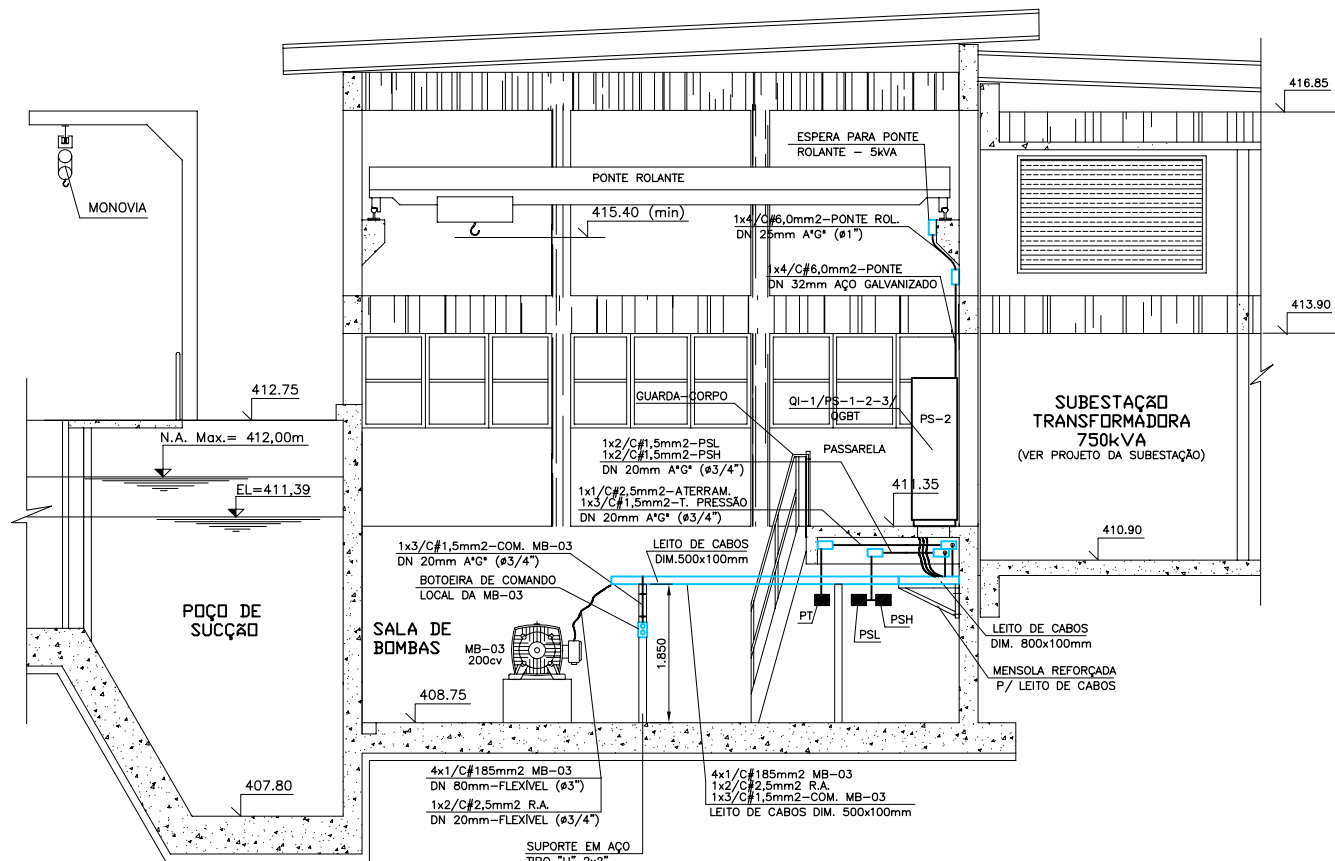 416.85
ESPERA PARA PONTE
ROLANTE - 5kVA
PONTE ROLANTE
MONOVIA
415.40 (min)
1x4/C#6,0mm2-PONTE ROL.
DN 25mm AºGº (ø1")
1x4/C#6,0mm2-PONTE
DN 32mm AÇO GALVANIZADO
413.90
412.75
N.A. Max.= 412,00m
EL=411,39
GUARDA-CORPO
QI-1/PS-1-2-3/
QGBT
PS-2
SUBESTAÇÃO
TRANSFORMADORA
750kVA
(VER PROJETO DA SUBESTAÇÃO)
1x2/C#1,5mm2-PSL
1x2/C#1,5mm2-PSH
DN 20mm AºGº (ø3/4")
PASSARELA
1x1/C#2,5mm2-ATERRAM.
1x3/C#1,5mm2-T. PRESSÃO
DN 20mm AºGº (ø3/4")
411.35
410.90
1x3/C#1,5mm2-COM. MB-03
DN 20mm AºGº (ø3/4")
LEITO DE CABOS
DIM.500x100mm
BOTOEIRA DE COMANDO
LOCAL DA MB-03
POÇO DE
SUCÇÃO
SALA DE
BOMBAS
MB-03
200cv
1.850
PT
PSL
PSH
LEITO DE CABOS
DIM. 800x100mm
MENSOLA REFORÇADA
P/ LEITO DE CABOS
408.75
407.80
4x1/C#185mm2 MB-03
DN 80mm-FLEXÍVEL (ø3")
1x2/C#2,5mm2 R.A.
DN 20mm-FLEXÍVEL (ø3/4")
4x1/C#185mm2 MB-03
1x2/C#2,5mm2 R.A.
1x3/C#1,5mm2-COM. MB-03
LEITO DE CABOS DIM. 500x100mm
SUPORTE EM AÇO
TIPO